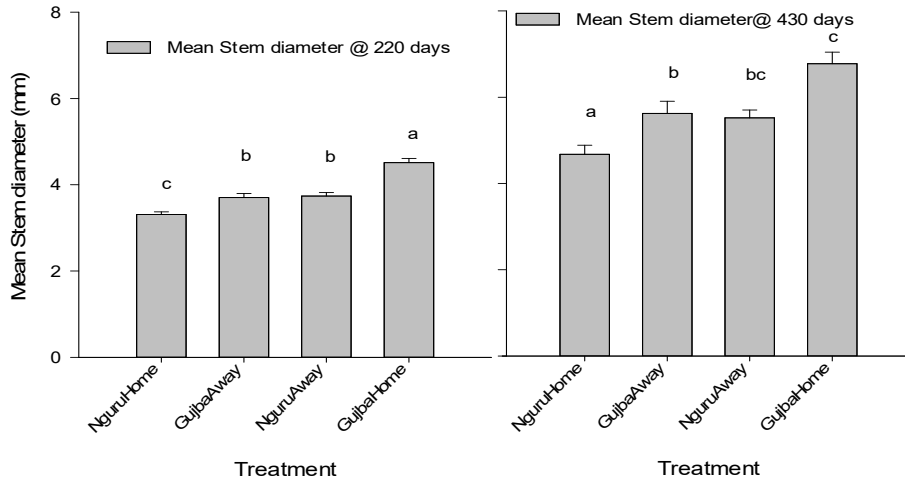 Mean Stem diameter (mm)
8
6
4
2
0
Mean Stem diameter @ 220 days
c
b
b
a
NguruHome
GujbaAway
NguruAway
GujbaHome
Treatment
Mean Stem diameter@ 430 days
a
b
bc
c
NguruHome
GujbaAway
NguruAway
GujbaHome
Treatment